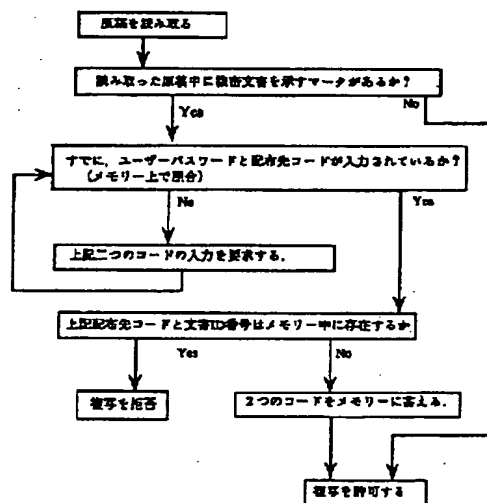 原稿を読み取る
読み取った原稿中に機密文書を示すマークがあるか？
Yes
No
すでに、ユーザーパスワードと配布先コードが入力されているか？
(メモリー上で照合)
No
Yes
上記二つのコードの入力を要求する。
上記配布先コードと文書ID番号はメモリー中に存在するか
Yes
No
複写を拒否
2つのコードをメモリーに蓄える。
複写を許可する